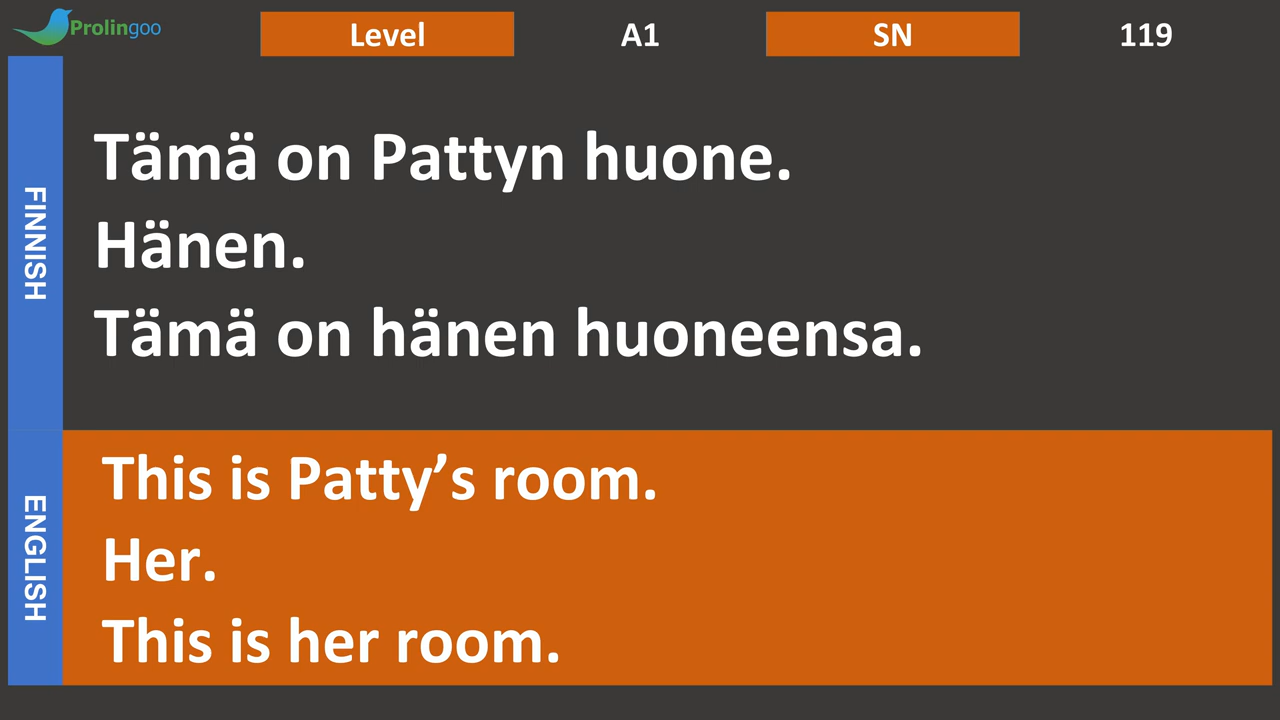 Prolingoo
Level A1 SN 119
FINNISH
Tämä on Pattyn huone.
Hänen.
Tämä on hänen huoneensa.
ENGLISH
This is Patty’s room.
Her.
This is her room.